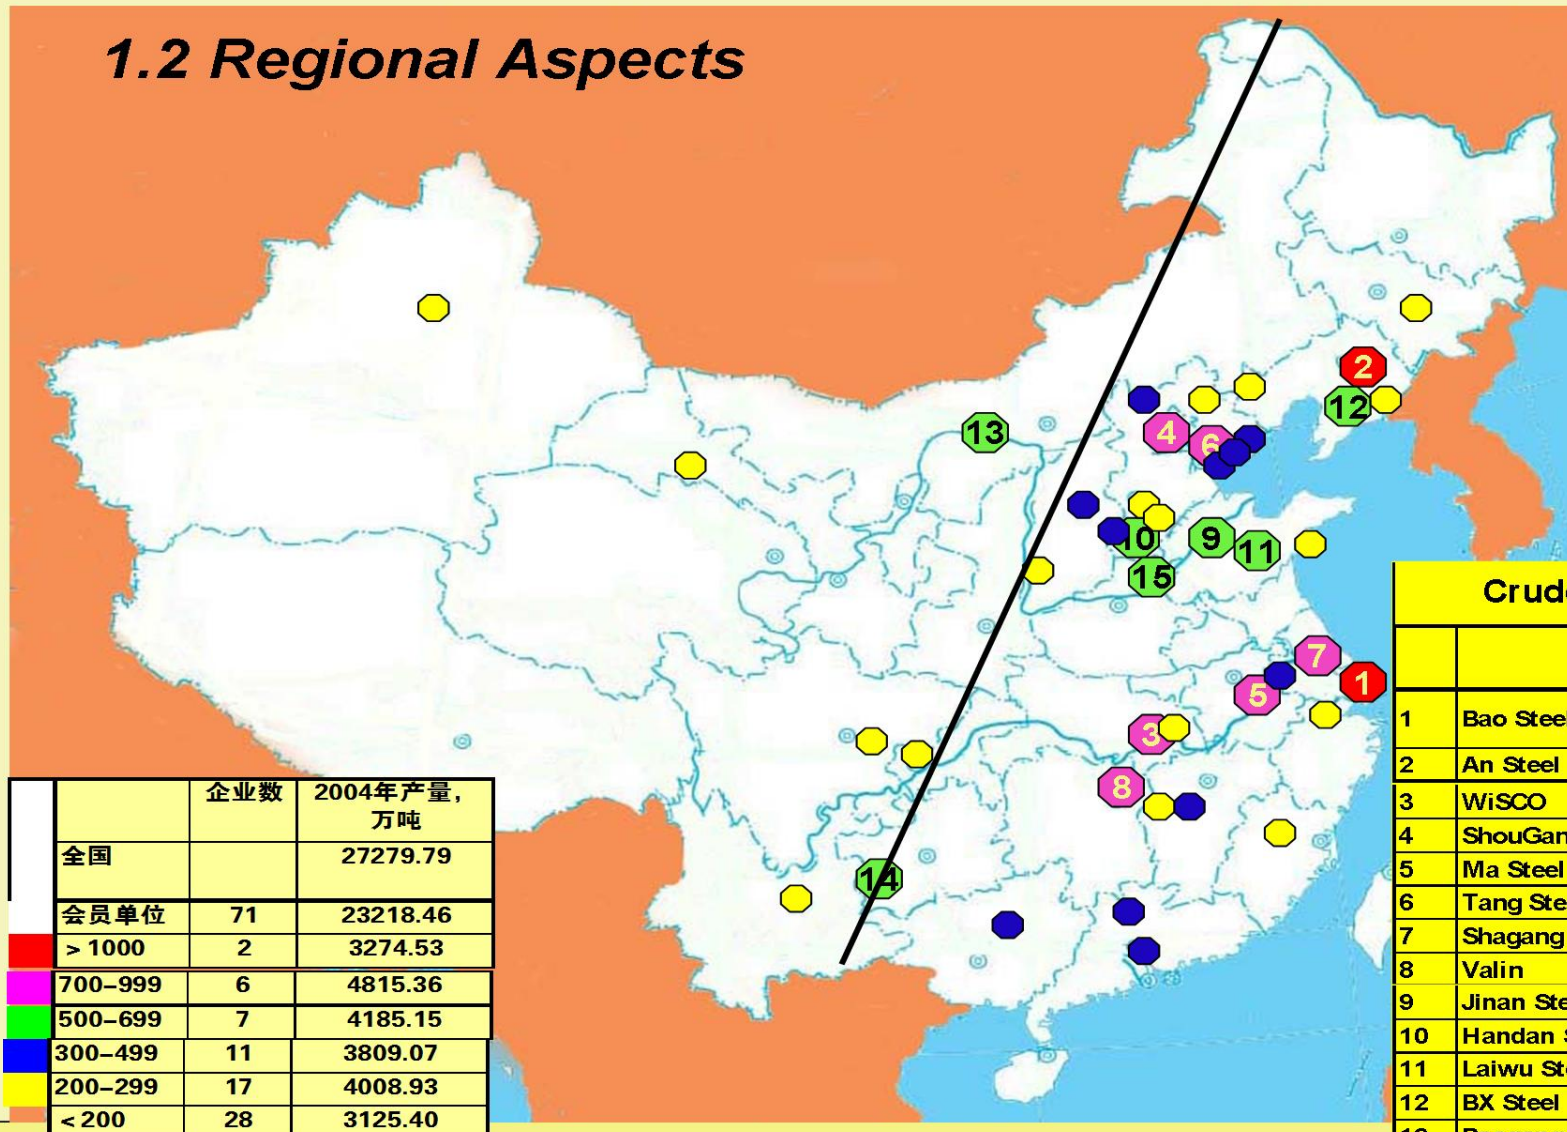 1.2 Regional Aspects
2
12
13
4
6
10
9
11
15
7
1
5
3
8
14
企业数 2004年产量，
万吨
全国 27279.79
会员单位 71 23218.46
> 1000 2 3274.53
700-999 6 4815.36
500-699 7 4185.15
300-499 11 3809.07
200-299 17 4008.93
< 200 28 3125.40
1 Bao
2 An Steel
3 WiSCO
4
5 Ma Steel
6 Tang
7 Shagang
8 Valin
9 Jinan
10 Handan
11 Laiwu
12 BX Steel